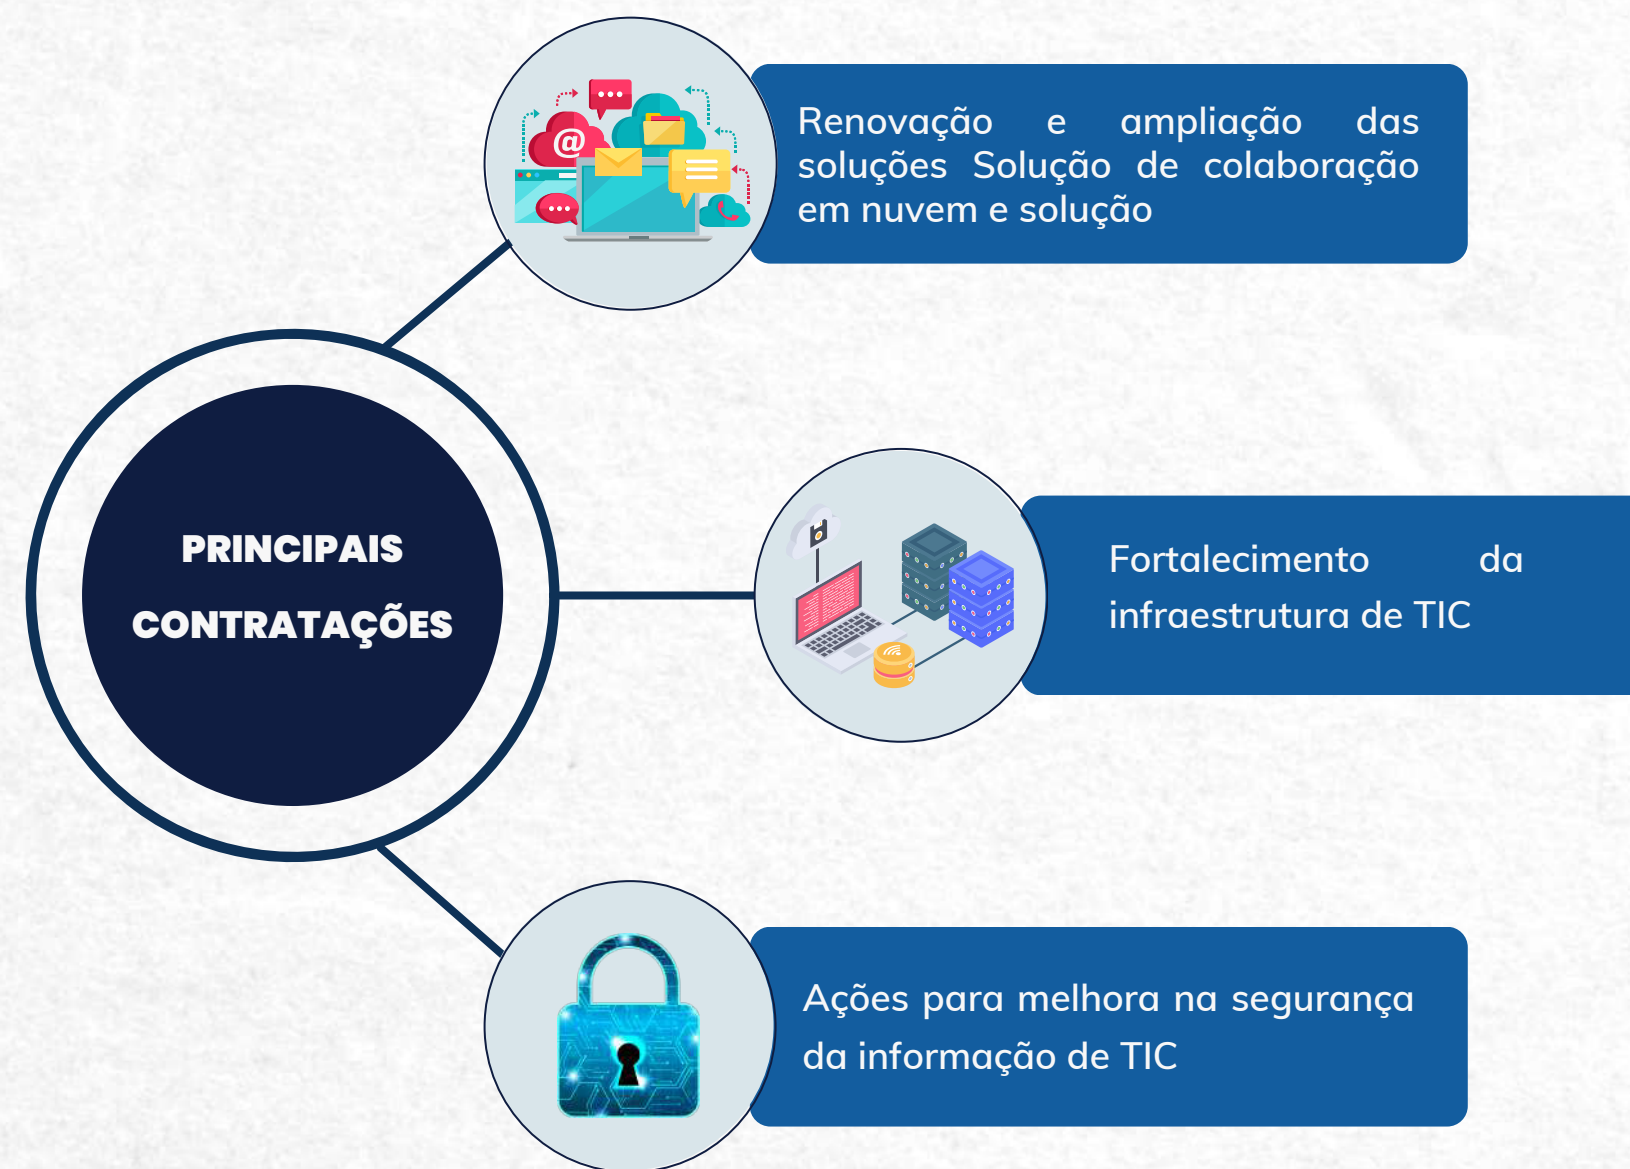 PRINCIPAIS
CONTRATAÇÕES
Renovação e ampliação das
soluções Solução de colaboração
em nuvem e solução
Fortalecimento da
infraestrutura de TIC
Ações para melhora na segurança
da informação de TIC